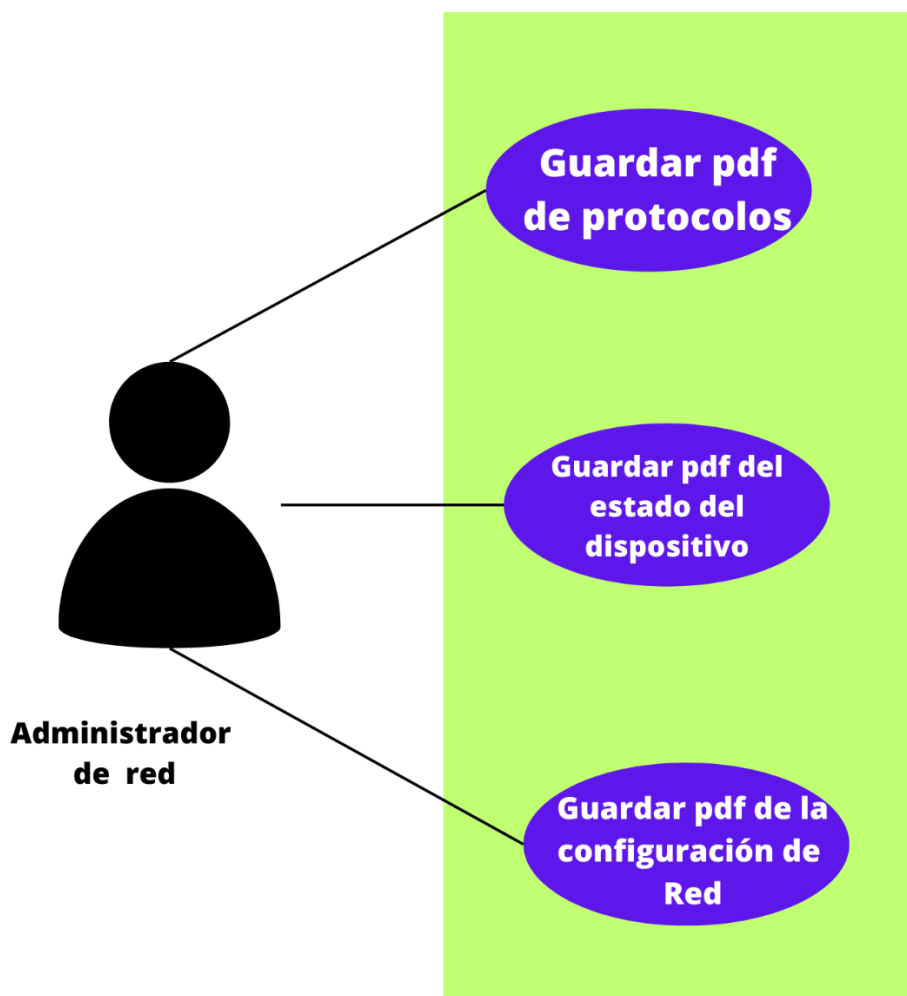 Guardar pdf
de protocolos
Guardar pdf del
estado del
dispositivo
Administrador
de red
Guardar pdf de la
configuración de
Red